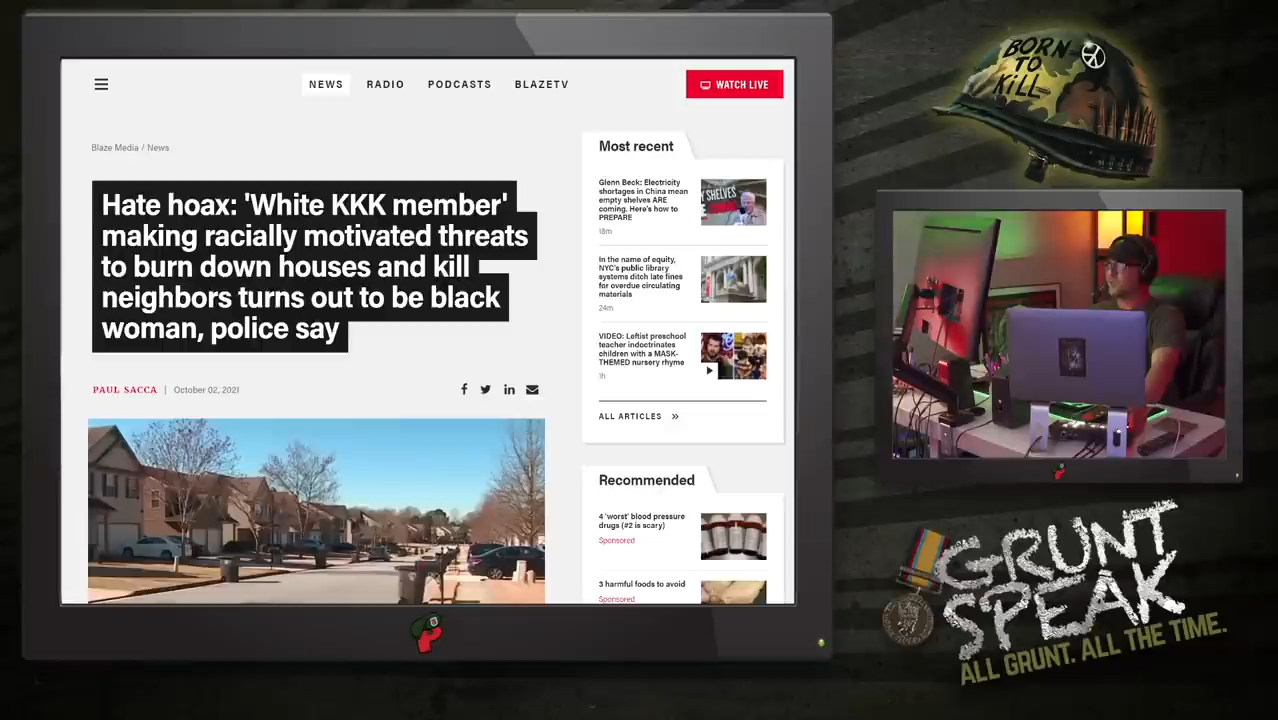 NEWS RADIO PODCASTS BLAZETV
WATCH LIVE
Blaze Media / News
Hate hoax: 'White KKK member'
making racially motivated threats
to burn down houses and kill
neighbors turns out to be black
woman, police say
PAUL SACCA | October 02, 2021
Most recent
Glenn Beck: Electricity
shortages in China mean
empty shelves ARE
coming. Here's how to
PREPARE
18m
In the name of equity,
NYC's public library
systems ditch late fines
for overdue circulating
materials
24m
VIDEO: Leftist preschool
teacher indoctrinates
children with a MASK-
THEMED nursery rhyme
1h
ALL ARTICLES
Recommended
4 'worst' blood pressure
drugs (#2 is scary)
Sponsored
3 harmful foods to avoid
Sponsored
BORN
TO
KiLL
GRUNT
SPEAK
ALL GRUNT. ALL THE TIME.